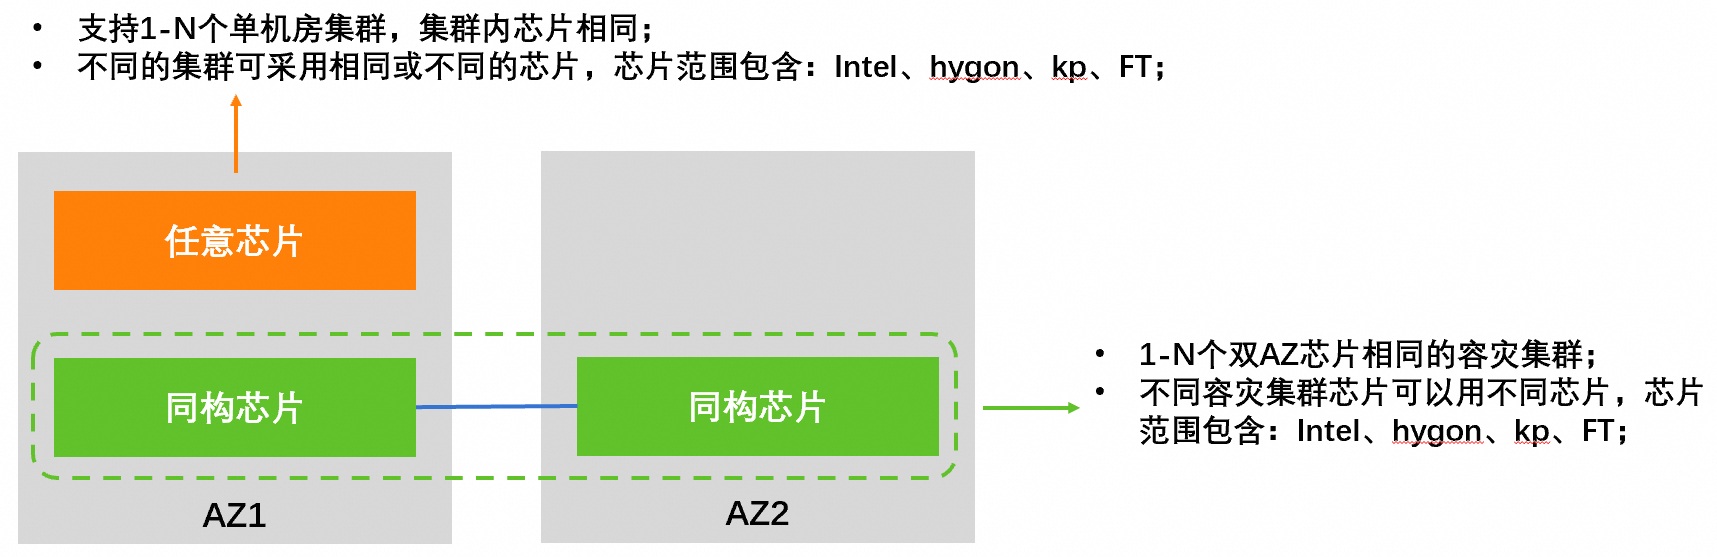 • 支持1-N个单机房集群，集群内芯片相同；
• 不同的集群可采用相同或不同的芯片，芯片范围包含：Intel、hygon、kp、FT；
任意芯片
同构芯片
同构芯片
• 1-N个双AZ芯片相同的容灾集群；
• 不同容灾集群芯片可以用不同芯片，芯片
范围包含：Intel、hygon、kp、FT；
AZ1
AZ2